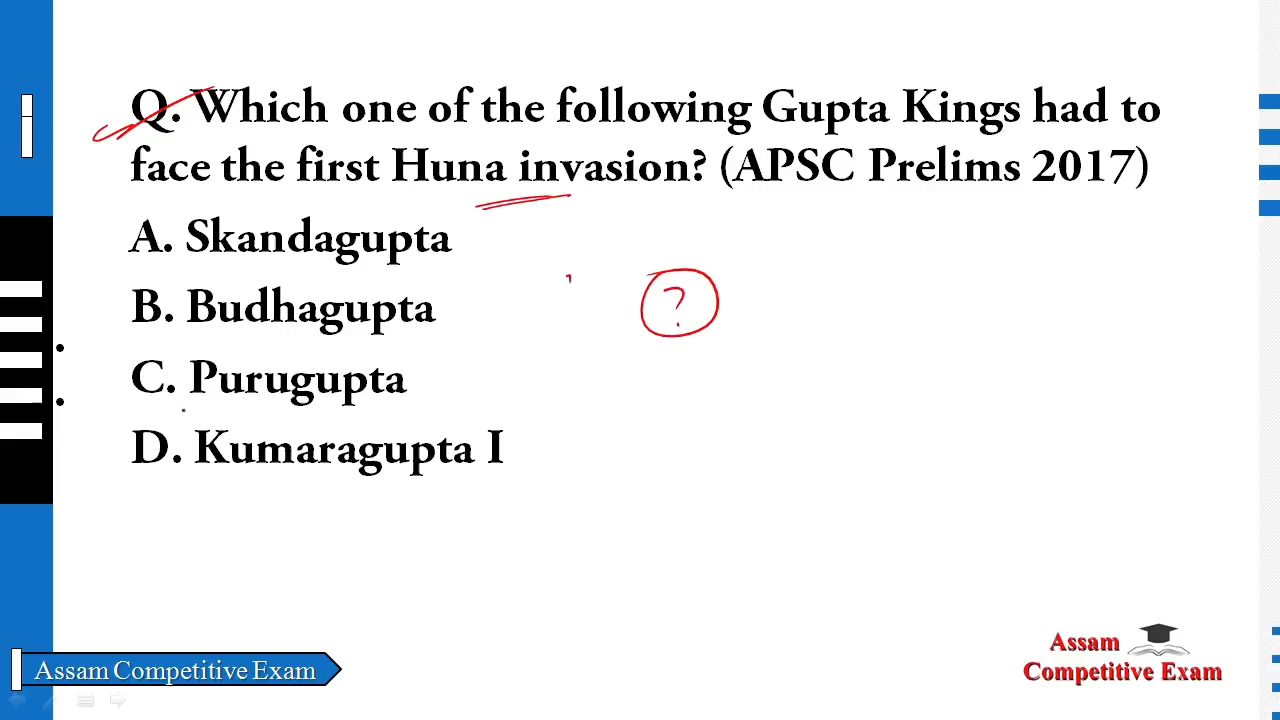 Q. Which one of the following Gupta Kings had to
face the first Huna invasion? (APSC Prelims 2017)
A. Skandagupta
B. Budhagupta
?
C. Purugupta
D. Kumaragupta I
Assam Competitive Exam
Assam
Competitive Exam